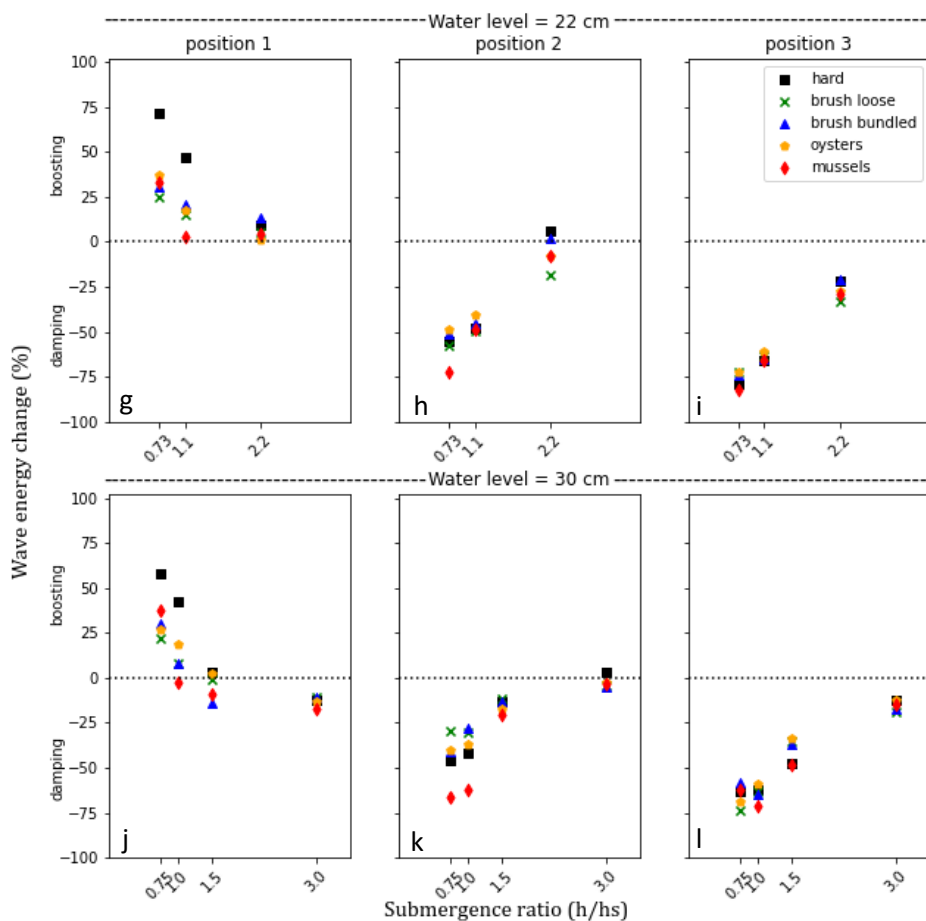 Water level = 22 cm
position 1 position 2 position 3
100
75
50
25
0
−25
−50
−75
−100
boosting
damping
hard
brush loose
brush bundled
oysters
mussels
g h i
0.73 1.1 2.2 0.73 1.1 2.2 0.73 1.1 2.2
Wave energy change (%)
Water level = 30 cm
100
75
50
25
0
−25
−50
−75
−100
boosting
damping
j k l
0.75 1.0 1.5 3.0 0.75 1.0 1.5 3.0 0.75 1.0 1.5 3.0
Submergence ratio (h/hs)